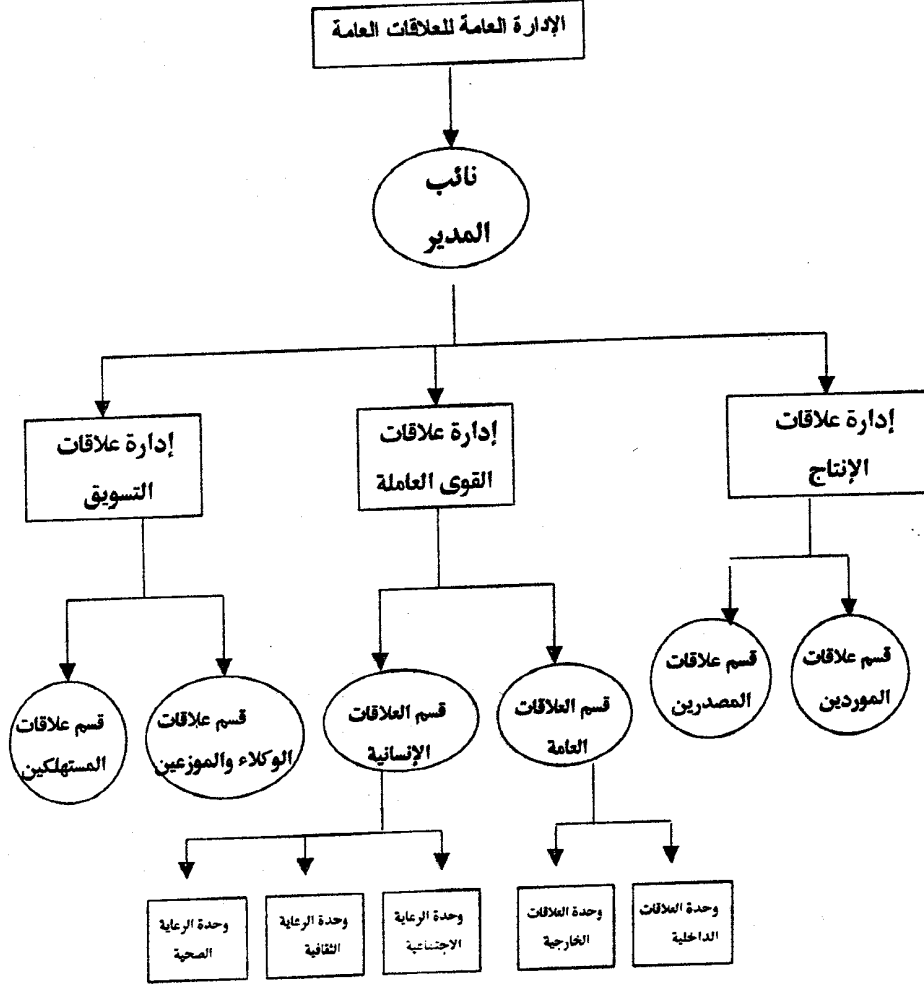 الإدارة العامة للعلاقات العامة
نائب
المدير
إدارة علاقات
الإنتاج
إدارة علاقات
القوى العاملة
إدارة علاقات
التسويق
قسم علاقات
الموردين
قسم علاقات
المصدرين
قسم العلاقات
العامة
قسم العلاقات
الإنسانية
قسم علاقات
الوكلاء والموزعين
قسم علاقات
المستهلكين
وحدة العلاقات
الداخلية
وحدة العلاقات
الخارجية
وحدة الرعاية
الاجتماعية
وحدة الرعاية
الثقافية
وحدة الرعاية
الصحية